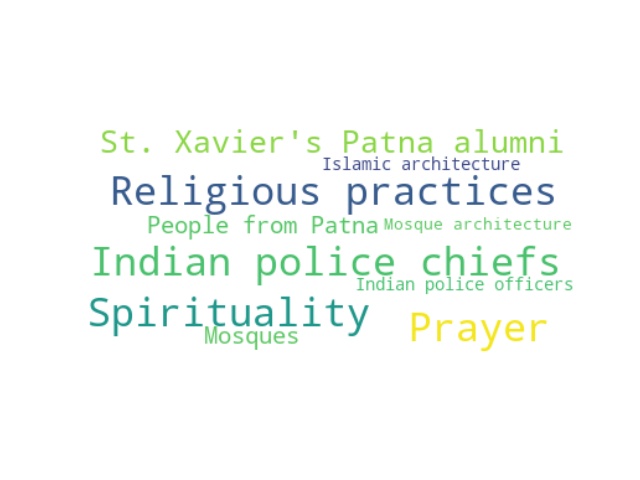 St. Xavier's Patna alumni
Islamic architecture
Religious practices
People from Patna
Mosque architecture
Indian police chiefs
Indian police officers
Spirituality
Prayer
Mosques